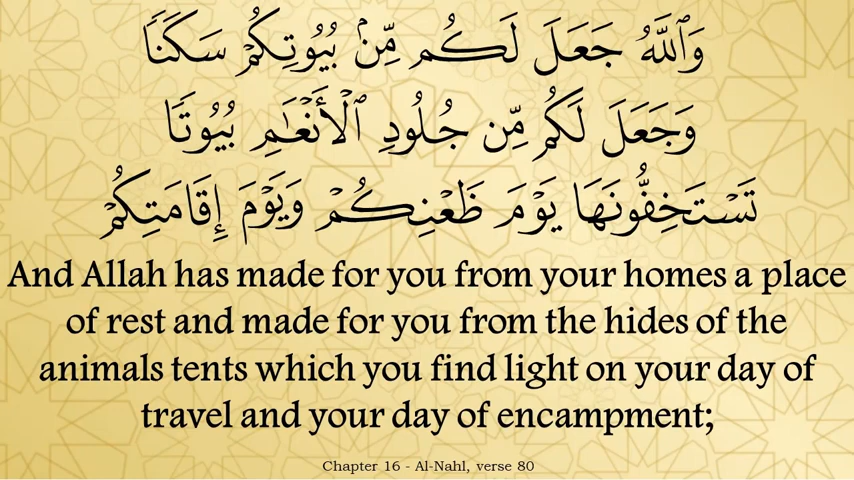 وَٱللَّهُ جَعَلَ لَكُم مِّنۢ بُيُوتِكُمْ سَكَنًا
وَجَعَلَ لَكُم مِّن جُلُودِ ٱلْأَنْعَـٰمِ بُيُوتًا
تَسْتَخِفُّونَهَا يَوْمَ ظَعْنِكُمْ وَيَوْمَ إِقَامَتِكُمْ
And Allah has made for you from your homes a place
of rest and made for you from the hides of the
animals tents which you find light on your day of
travel and your day of encampment;
Chapter 16 - Al-Nahl, verse 80